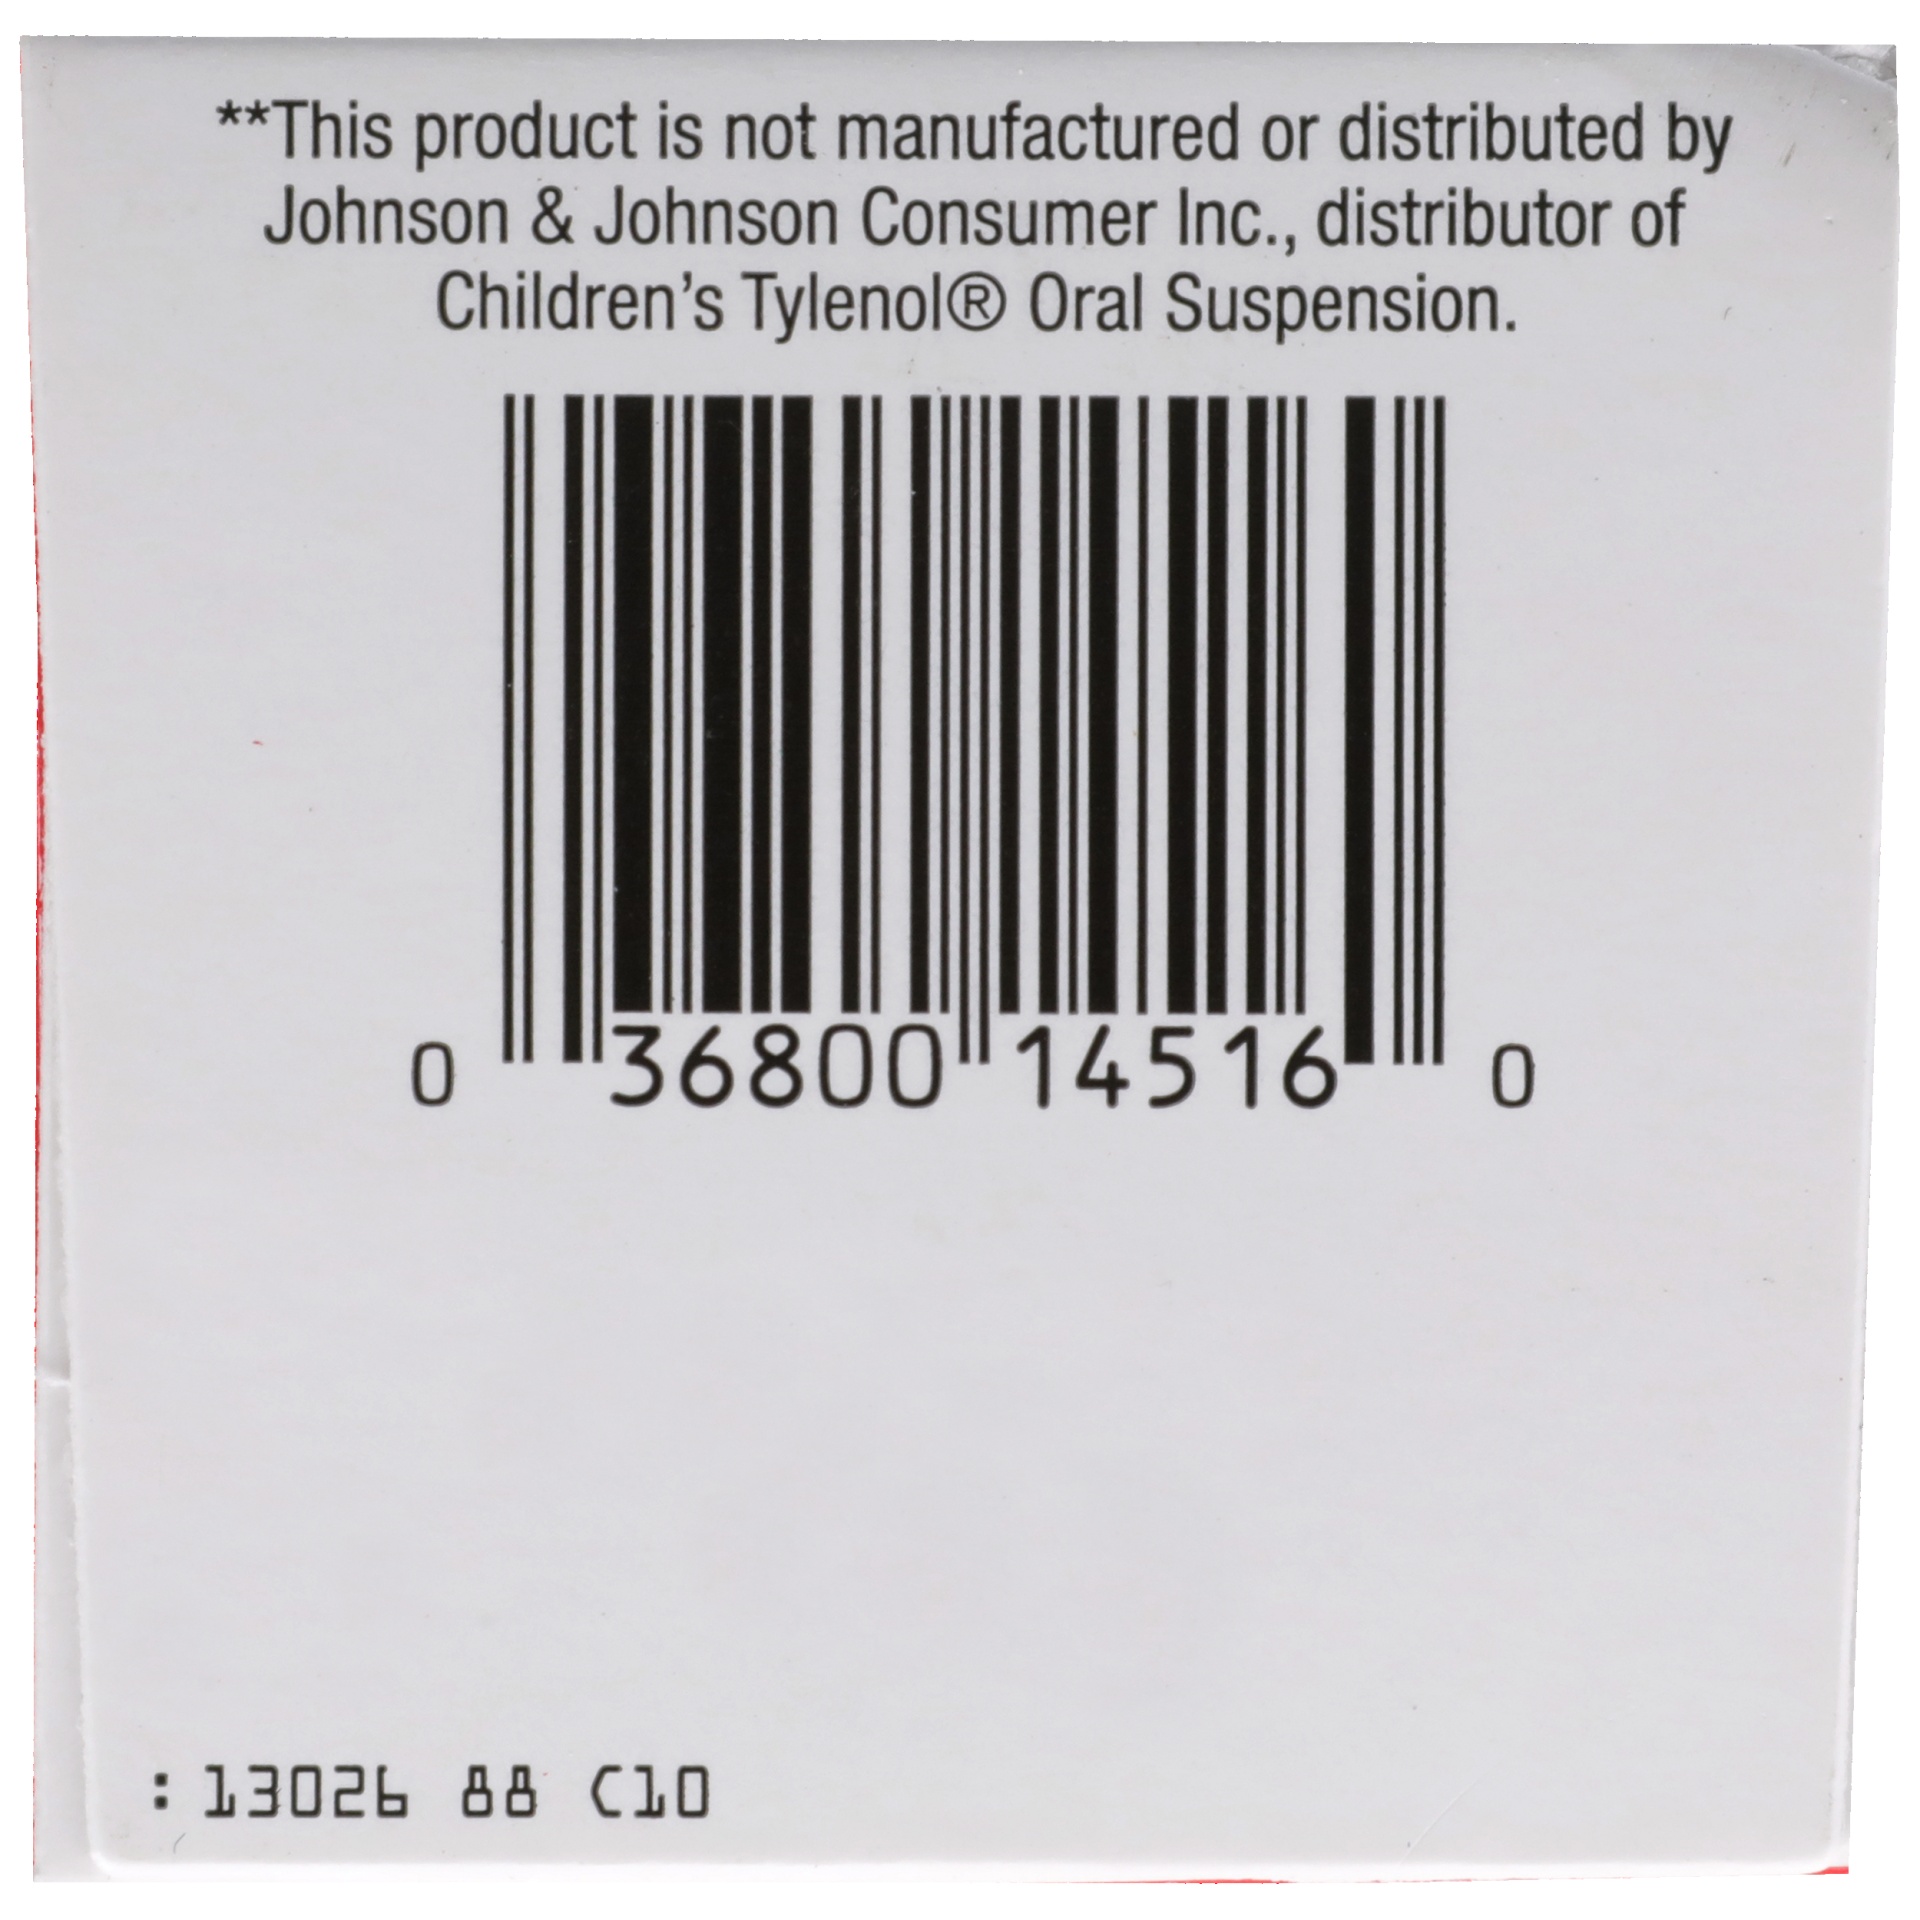 **This product is not manufactured or distributed by
Johnson & Johnson Consumer Inc., distributor of
Children's Tylenol® Oral Suspension.
0 36800 14516 0
: 13026 88 C10